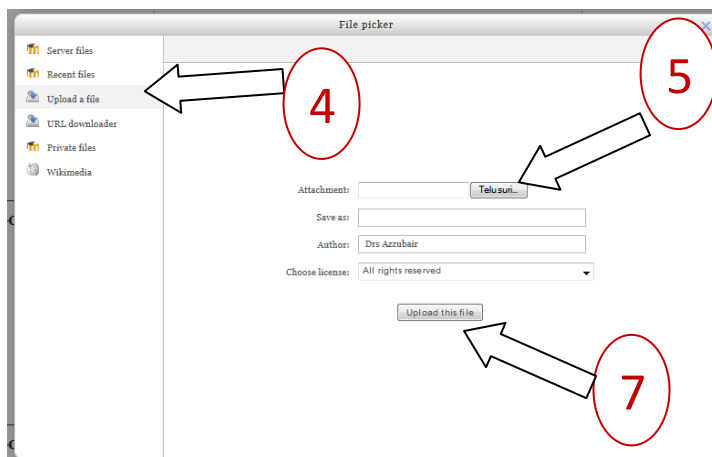 File picker
Server files
Recent files
Upload a file
URL downloader
Private files
Wikimedia
4
5
Attachment: Telusuri...
Save as:
Author: Drs Azzubair
Choose license: All rights reserved
Upload this file
7